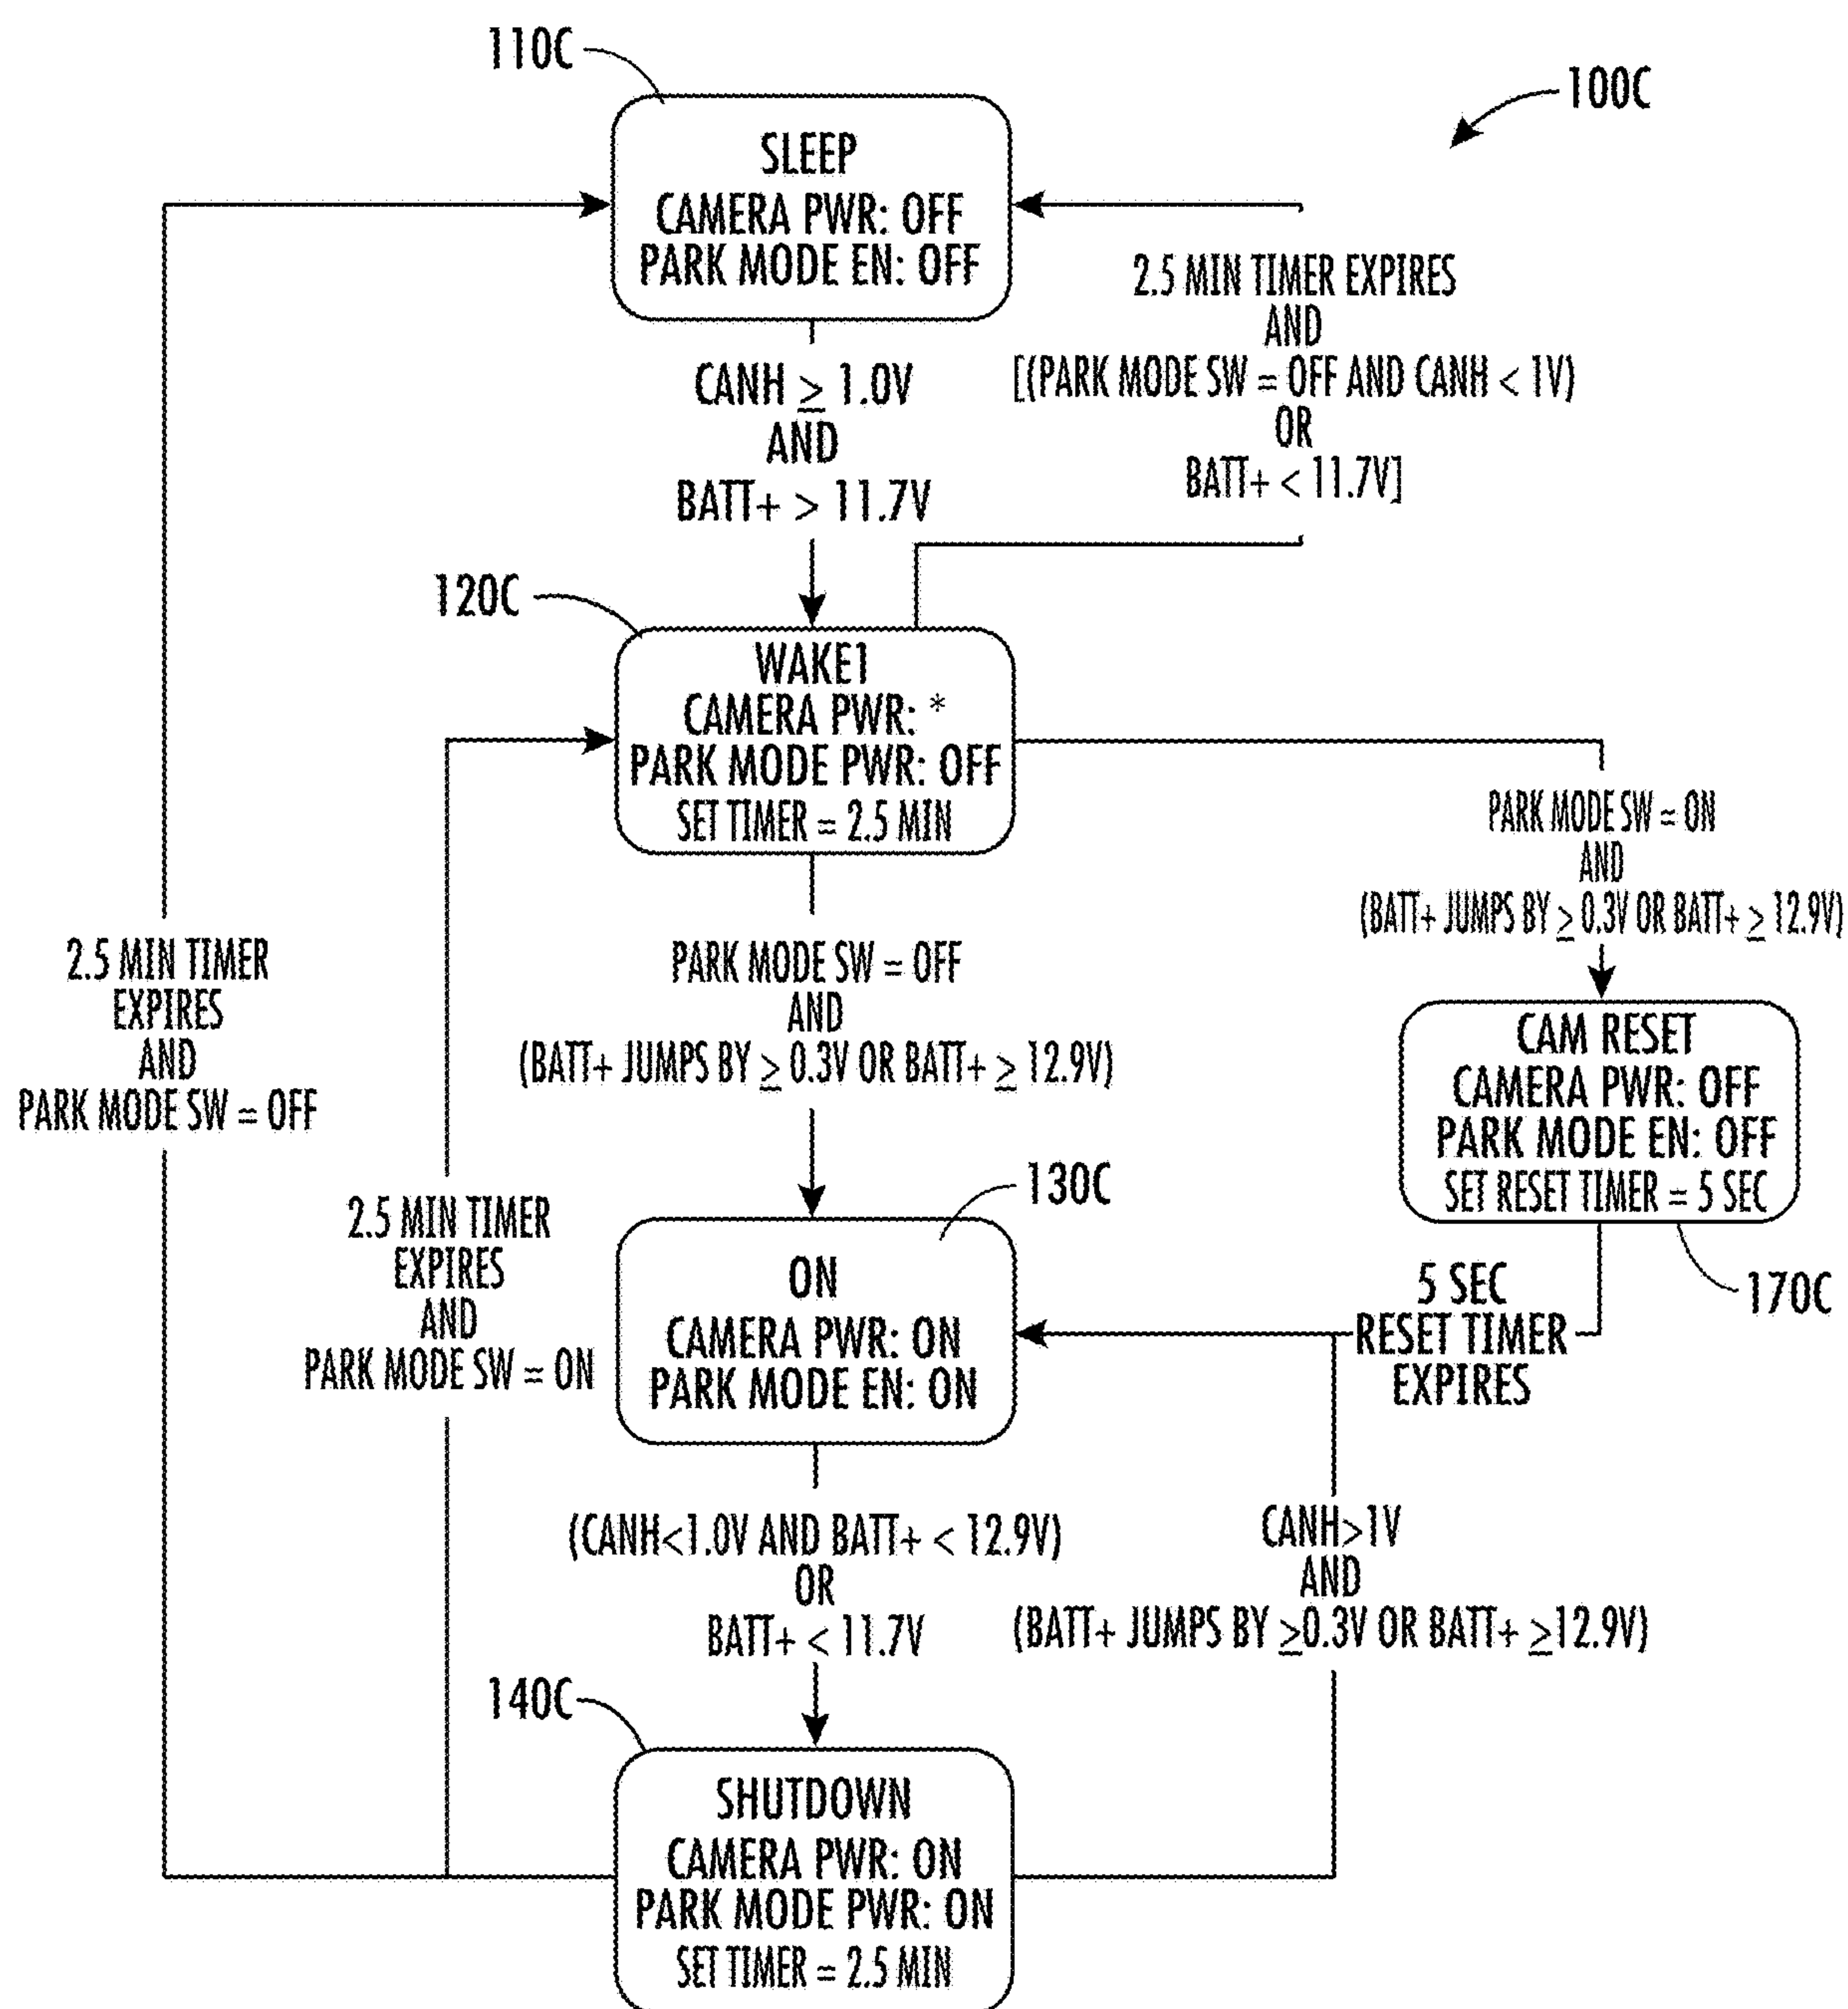 110C
100C
SLEEP
CAMERA PWR: OFF
PARK MODE EN: OFF
CANH ≥ 1.0V
AND
BATT+ > 11.7V
2.5 MIN TIMER EXPIRES
AND
[(PARK MODE SW = OFF AND CANH < 1V)
OR
BATT+ < 11.7V]
120C
WAKE1
CAMERA PWR: *
PARK MODE PWR: OFF
SET TIMER = 2.5 MIN
PARK MODE SW = ON
AND
(BATT+ JUMPS BY ≥ 0.3V OR BATT+ ≥ 12.9V)
2.5 MIN TIMER
EXPIRES
AND
PARK MODE SW = OFF
PARK MODE SW = OFF
AND
(BATT+ JUMPS BY ≥ 0.3V OR BATT+ ≥ 12.9V)
CAM RESET
CAMERA PWR: OFF
PARK MODE EN: OFF
SET RESET TIMER = 5 SEC
170C
2.5 MIN TIMER
EXPIRES
AND
PARK MODE SW = ON
130C
ON
CAMERA PWR: ON
PARK MODE EN: ON
5 SEC
RESET TIMER
EXPIRES
(CANH<1.0V AND BATT+ < 12.9V)
OR
BATT+ < 11.7V
CANH>1V
AND
(BATT+ JUMPS BY ≥0.3V OR BATT+ ≥12.9V)
140C
SHUTDOWN
CAMERA PWR: ON
PARK MODE PWR: ON
SET TIMER = 2.5 MIN